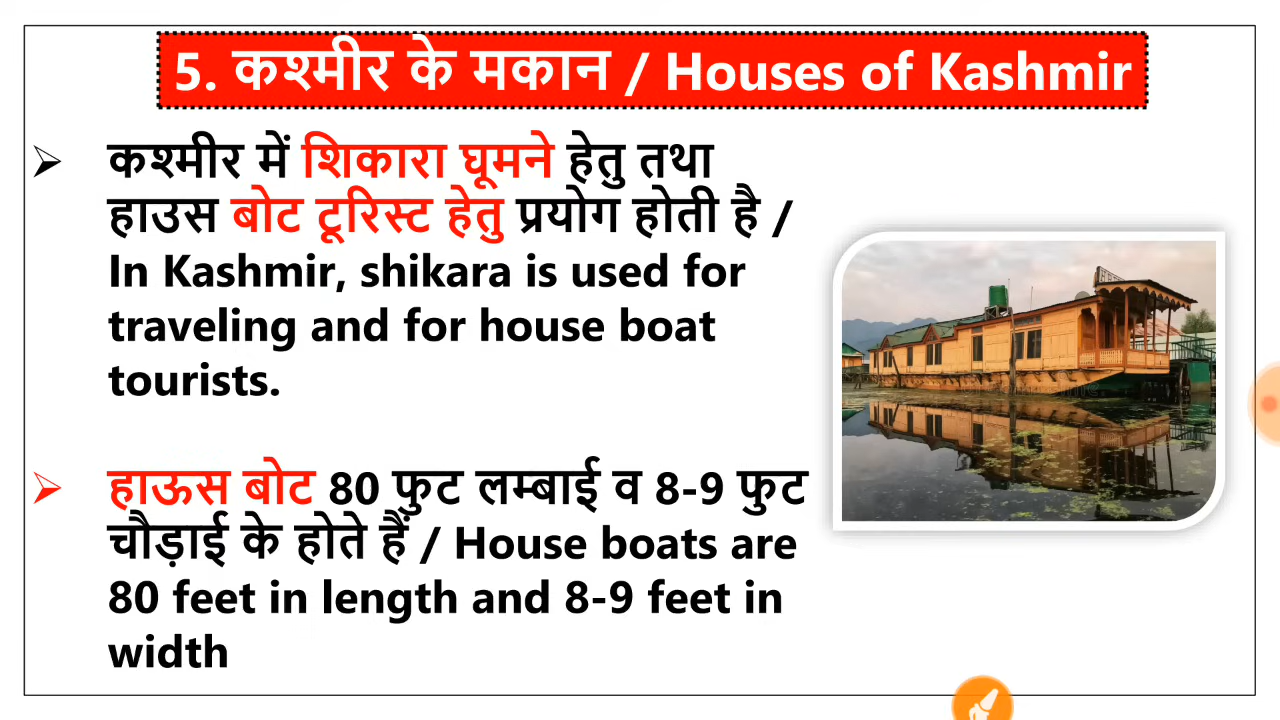 5. कश्मीर के मकान / Houses of Kashmir
➢ कश्मीर में शिकारा घूमने हेतु तथा
हाउस बोट टूरिस्ट हेतु प्रयोग होती है /
In Kashmir, shikara is used for
traveling and for house boat
tourists.
➢ हाऊस बोट 80 फुट लम्बाई व 8-9 फुट
चौड़ाई के होते हैं / House boats are
80 feet in length and 8-9 feet in
width